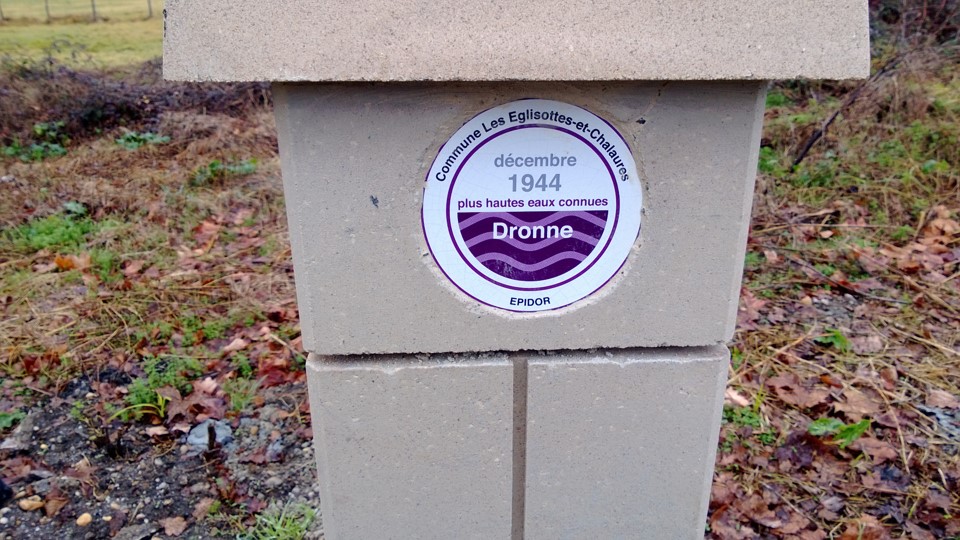 Commune Les Eglisottes-et-Chalaures
décembre
1944
plus hautes eaux connues
Dronne
EPIDOR